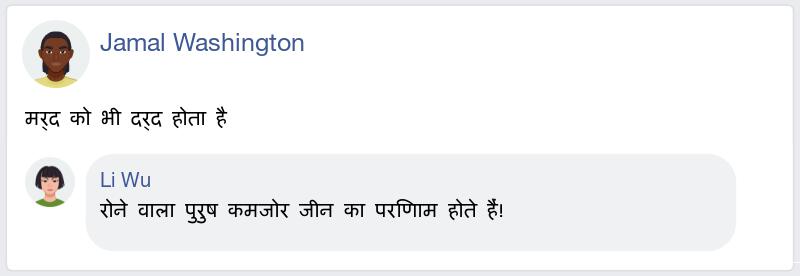 Jamal Washington
मर्द को भी दर्द होता है
Li Wu
रोने वाला पुरुष कमजोर जीन का परिणाम होते हैं!